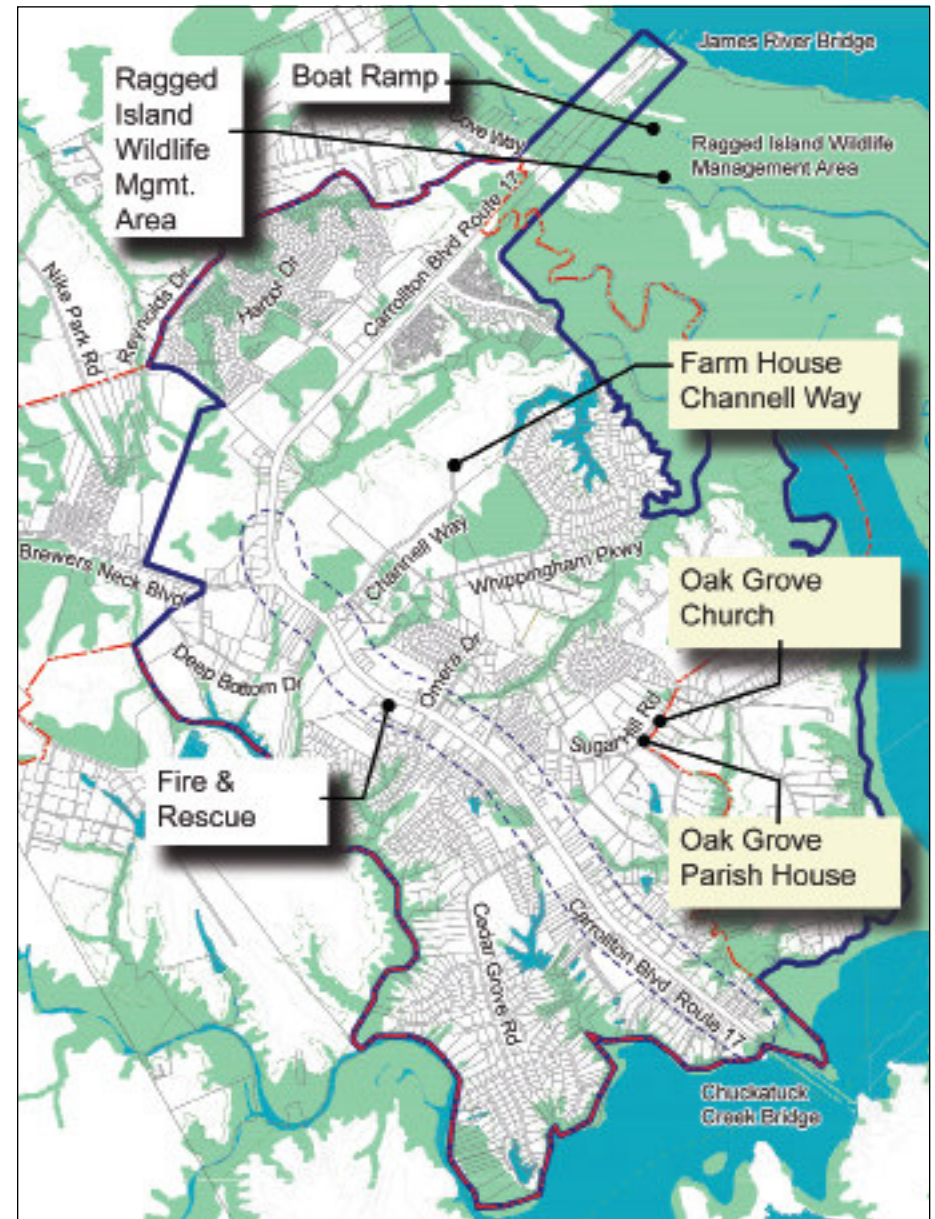 James River Bridge
Ragged
Island
Wildlife
Mgmt.
Area
Boat Ramp
Cove Way
Ragged Island Wildlife
Management Area
Carrollton Blvd Route 17
Harbor Dr
Reynolds Dr
Nike Park Rd
Farm House
Channell Way
Channell Way
Whippingham Pkwy
Brewers Neck Blvd
Oak Grove
Church
Deep Bottom Dr
Omera Dr
Sugar Hill Rd
Fire &
Rescue
Oak Grove
Parish House
Cedar Grove Rd
Carrollton Blvd Route 17
Chuckatuck
Creek Bridge